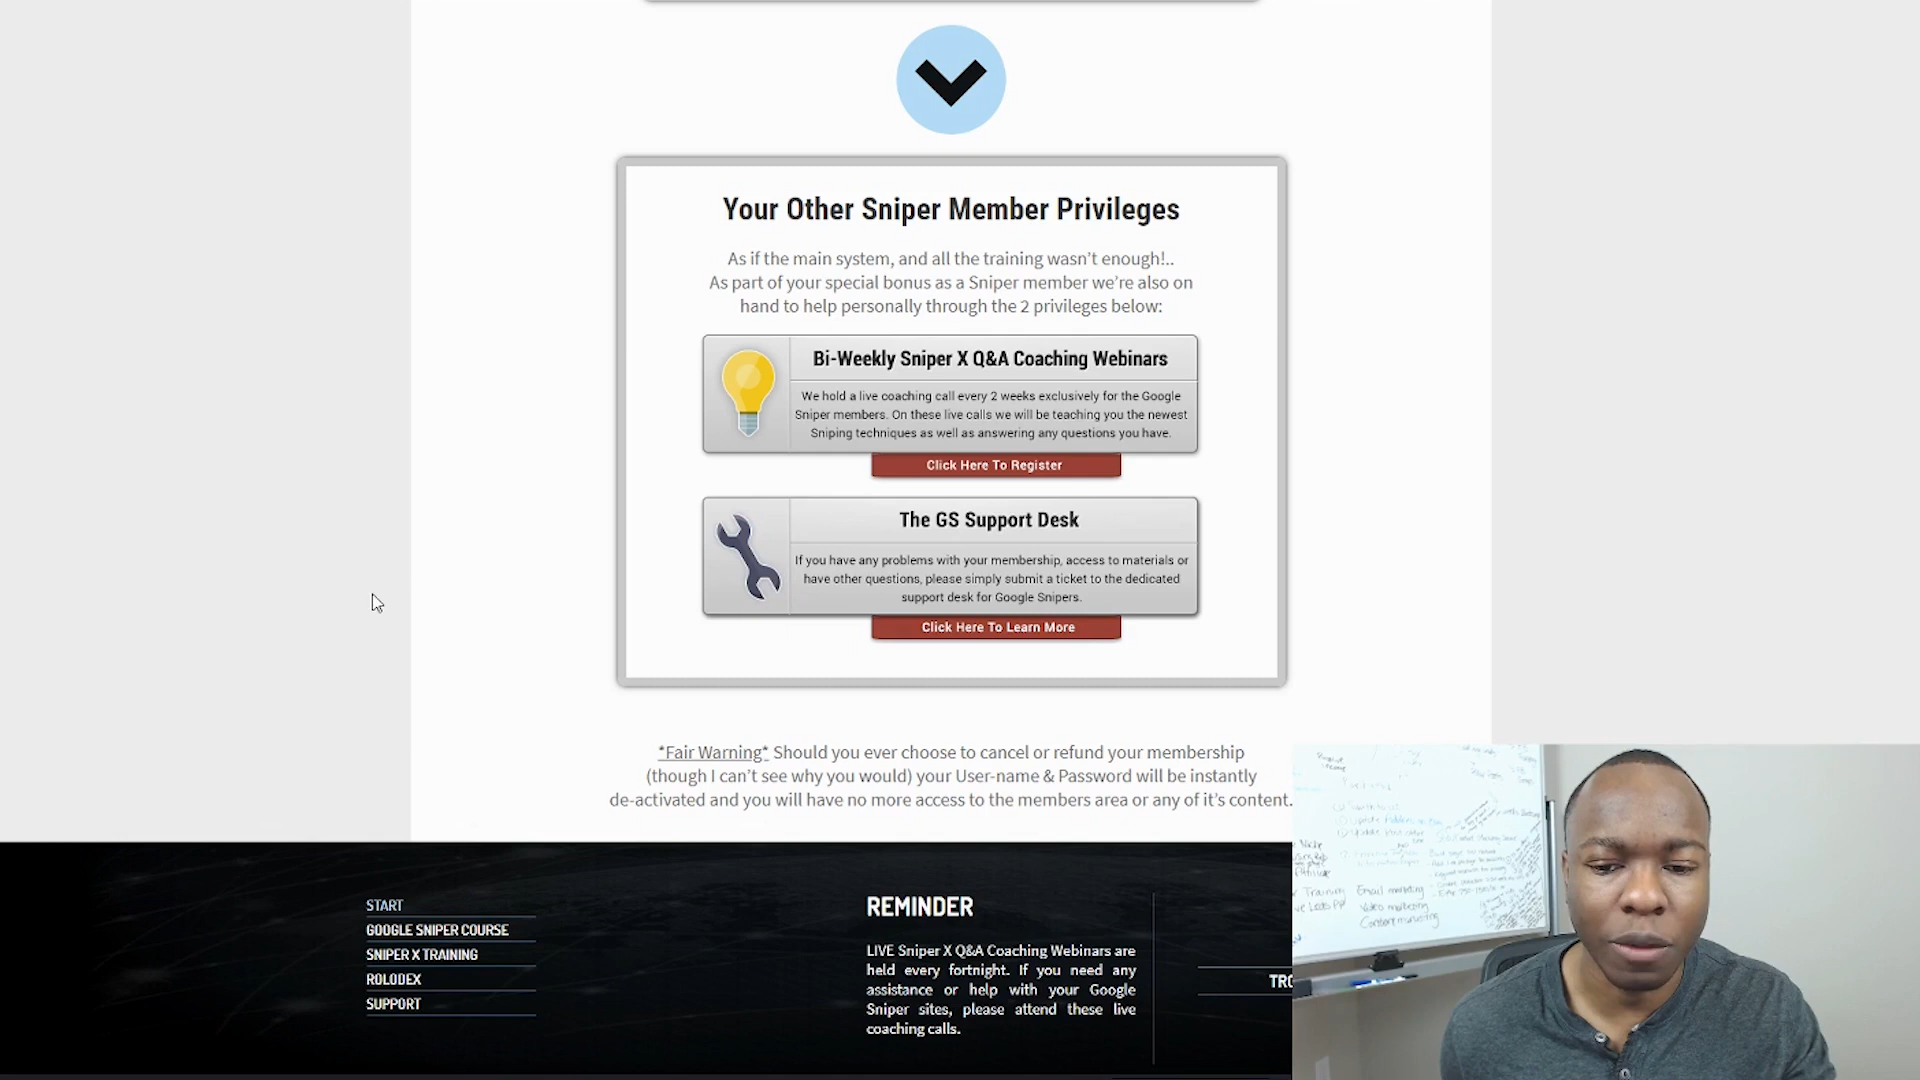 Your Other Sniper Member Privileges
As if the main system, and all the training wasn't enough!..
As part of your special bonus as a Sniper member we're also on
hand to help personally through the 2 privileges below:
Bi-Weekly Sniper X Q&A Coaching Webinars
We hold a live coaching call every 2 weeks exclusively for the Google
Sniper members. On these live calls we will be teaching you the newest
Sniping techniques as well as answering any questions you have.
Click Here To Register
The GS Support Desk
If you have any problems with your membership, access to materials or
have other questions, please simply submit a ticket to the dedicated
support desk for Google Snipers.
Click Here To Learn More
*Fair Warning* Should you ever choose to cancel or refund your membership
(though I can't see why you would) your User-name & Password will be instantly
de-activated and you will have no more access to the members area or any of it's content.
START
GOOGLE SNIPER COURSE
SNIPER X TRAINING
ROLODEX
SUPPORT
REMINDER
LIVE Sniper X Q&A Coaching Webinars are
held every fortnight. If you need any
assistance or help with your Google
Sniper sites, please attend these live
coaching calls.
TRO
Training
Email marketing
Video marketing
Content marketing